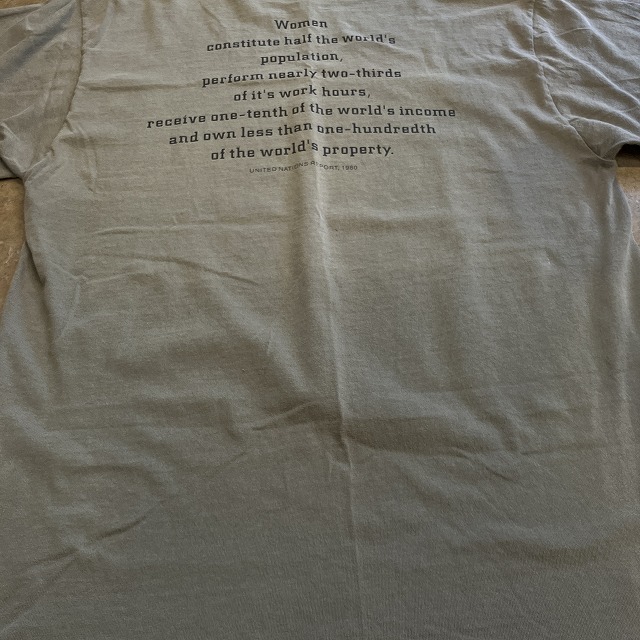 Women
constitute half the world's
population,
perform nearly two-thirds
of it's work hours,
receive one-tenth of the world's income
and own less than one-hundredth
of the world's property.
UNITED NATIONS REPORT, 1980